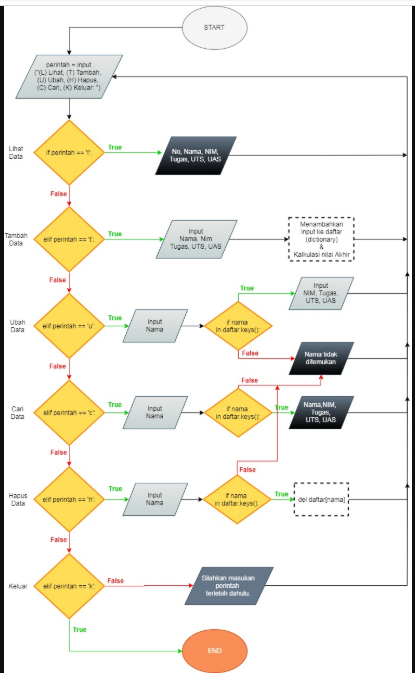 START
perintah = input
("(L) Lihat, (T) Tambah,
(U) Ubah, (H) Hapus,
(C) Cari, (K) Keluar: ")
Lihat
Data
if perintah == 'l':
True
No, Nama, NIM,
Tugas, UTS, UAS
False
Tambah
Data
elif perintah == 't':
True
Input
Nama, Nim
Tugas, UTS, UAS
Menambahkan
Input ke daftar
(dictionary)
&
Kalkulasi nilai Akhir
False
Ubah
Data
elif perintah == 'u':
True
Input
Nama
if nama
in daftar.keys():
True
Input
NIM, Tugas,
UTS, UAS
False
Nama tidak
ditemukan
False
Cari
Data
elif perintah == 'c':
True
Input
Nama
if nama
in daftar.keys():
False
True
Nama,NIM,
Tugas,
UTS, UAS
False
Hapus
Data
elif perintah == 'h':
True
Input
Nama
if nama
in daftar.keys()
False
True
del daftar[nama]
False
Keluar
elif perintah == 'k':
False
Silahkan masukan
perintah
terlebih dahulu.
True
END